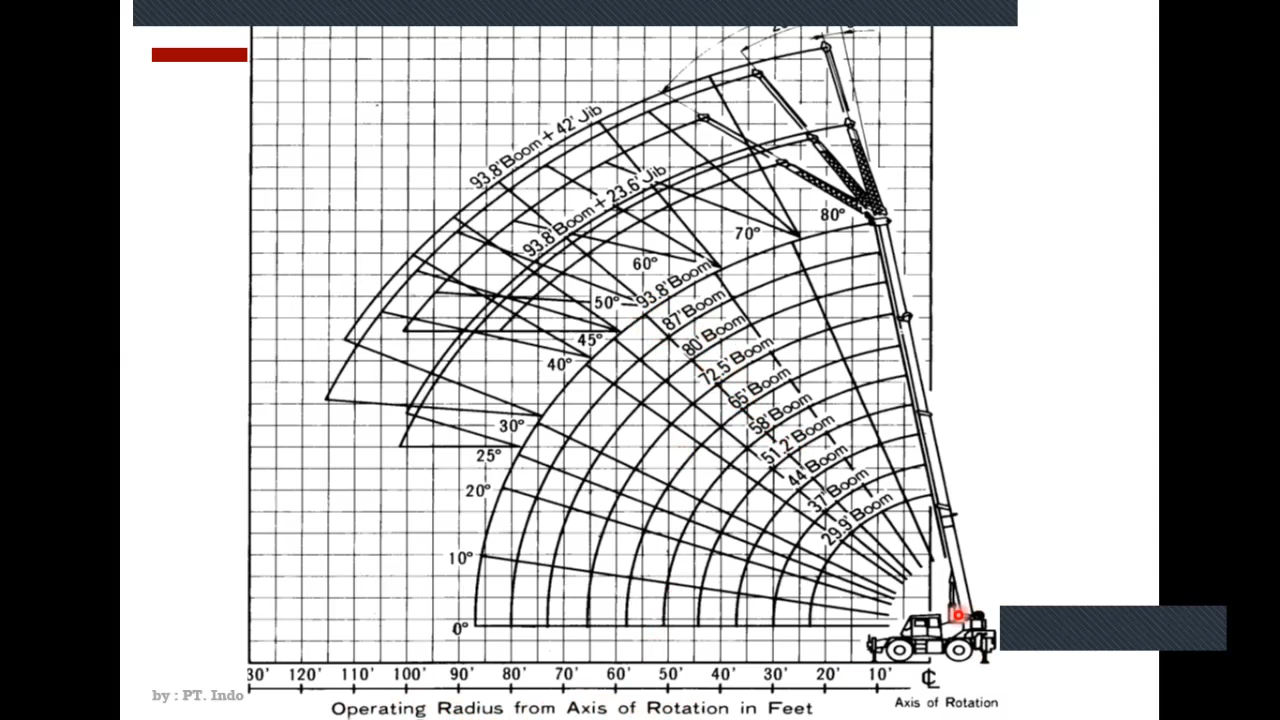 93.8' Boom + 42' Jib
93.8' Boom + 23.6' Jib
80°
70°
60°
50°
45°
40°
30°
25°
20°
10°
0°
93.8' Boom
87' Boom
80' Boom
72.5' Boom
65' Boom
58' Boom
51.2' Boom
44' Boom
37' Boom
29.9' Boom
30' 110' 100' 90' 80' 70' 60' 50' 40' 30' 20' 10' ℄
Operating Radius from Axis of Rotation in Feet
Axis of Rotation
by : PT. Indo